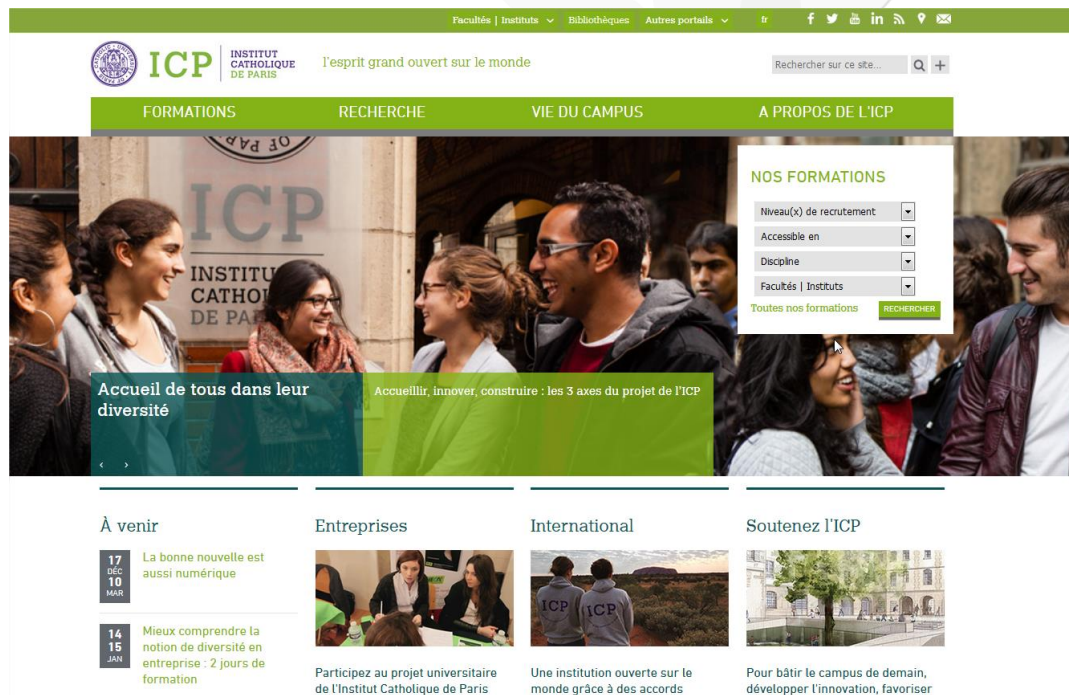 Facultés | Instituts
Bibliothèques
Autres portails
fr
ICP
INSTITUT
CATHOLIQUE
DE PARIS
l'esprit grand ouvert sur le monde
Rechercher sur ce site...
FORMATIONS
RECHERCHE
VIE DU CAMPUS
A PROPOS DE L'ICP
OF PAR
ICP
INSTITU
CATHOL
DE PA
NOS FORMATIONS
Niveau(x) de recrutement
Accessible en
Discipline
Facultés | Instituts
Toutes nos formations
RECHERCHER
Accueil de tous dans leur
diversité
Accueillir, innover, construire : les 3 axes du projet de l'ICP
À venir
17
DÉC
10
MAR
La bonne nouvelle est
aussi numérique
14
15
JAN
Mieux comprendre la
notion de diversité en
entreprise : 2 jours de
formation
Entreprises
Participez au projet universitaire
de l'Institut Catholique de Paris
International
ICP
ICP
Une institution ouverte sur le
monde grâce à des accords
Soutenez l'ICP
Pour bâtir le campus de demain,
développer l'innovation, favoriser